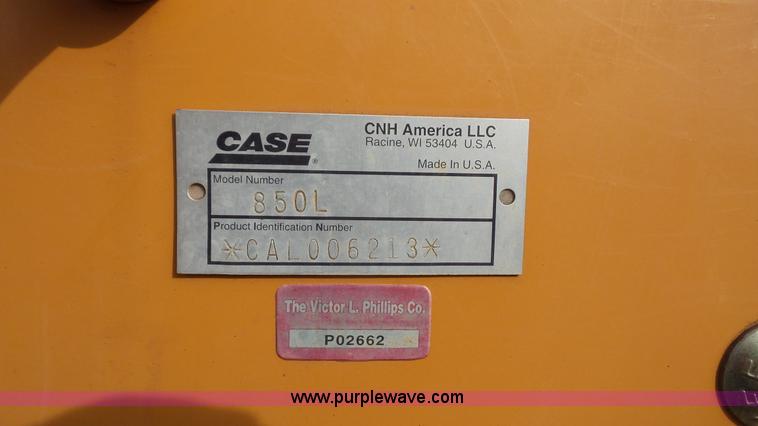 CASE
®
CNH America LLC
Racine, WI 53404 U.S.A.
Made In U.S.A.
Model Number
850L
Product Identification Number
*CAL006213*
The Victor L. Phillips Co.
P02662
www.purplewave.com